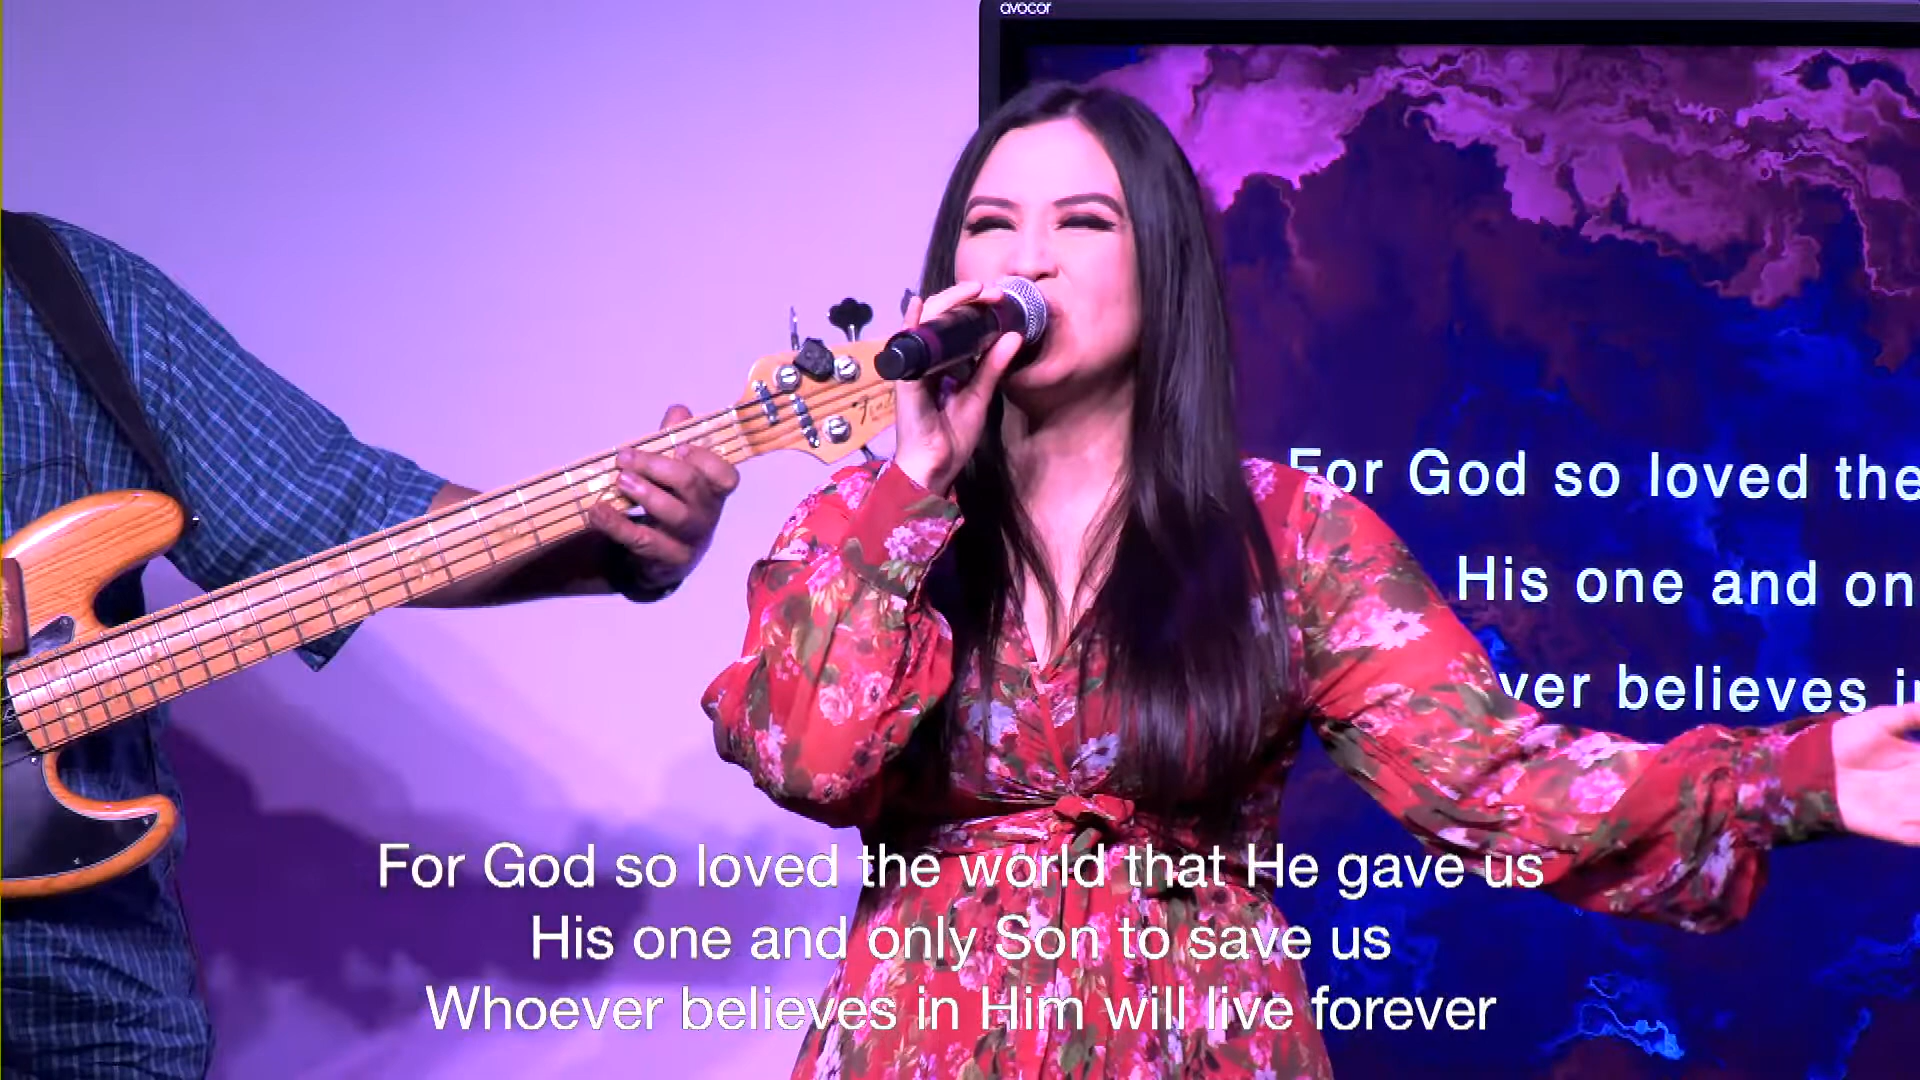 avocor
For God so loved the
His one and on
ver believes i
For God so loved the world that He gave us
His one and only Son to save us
Whoever believes in Him will live forever